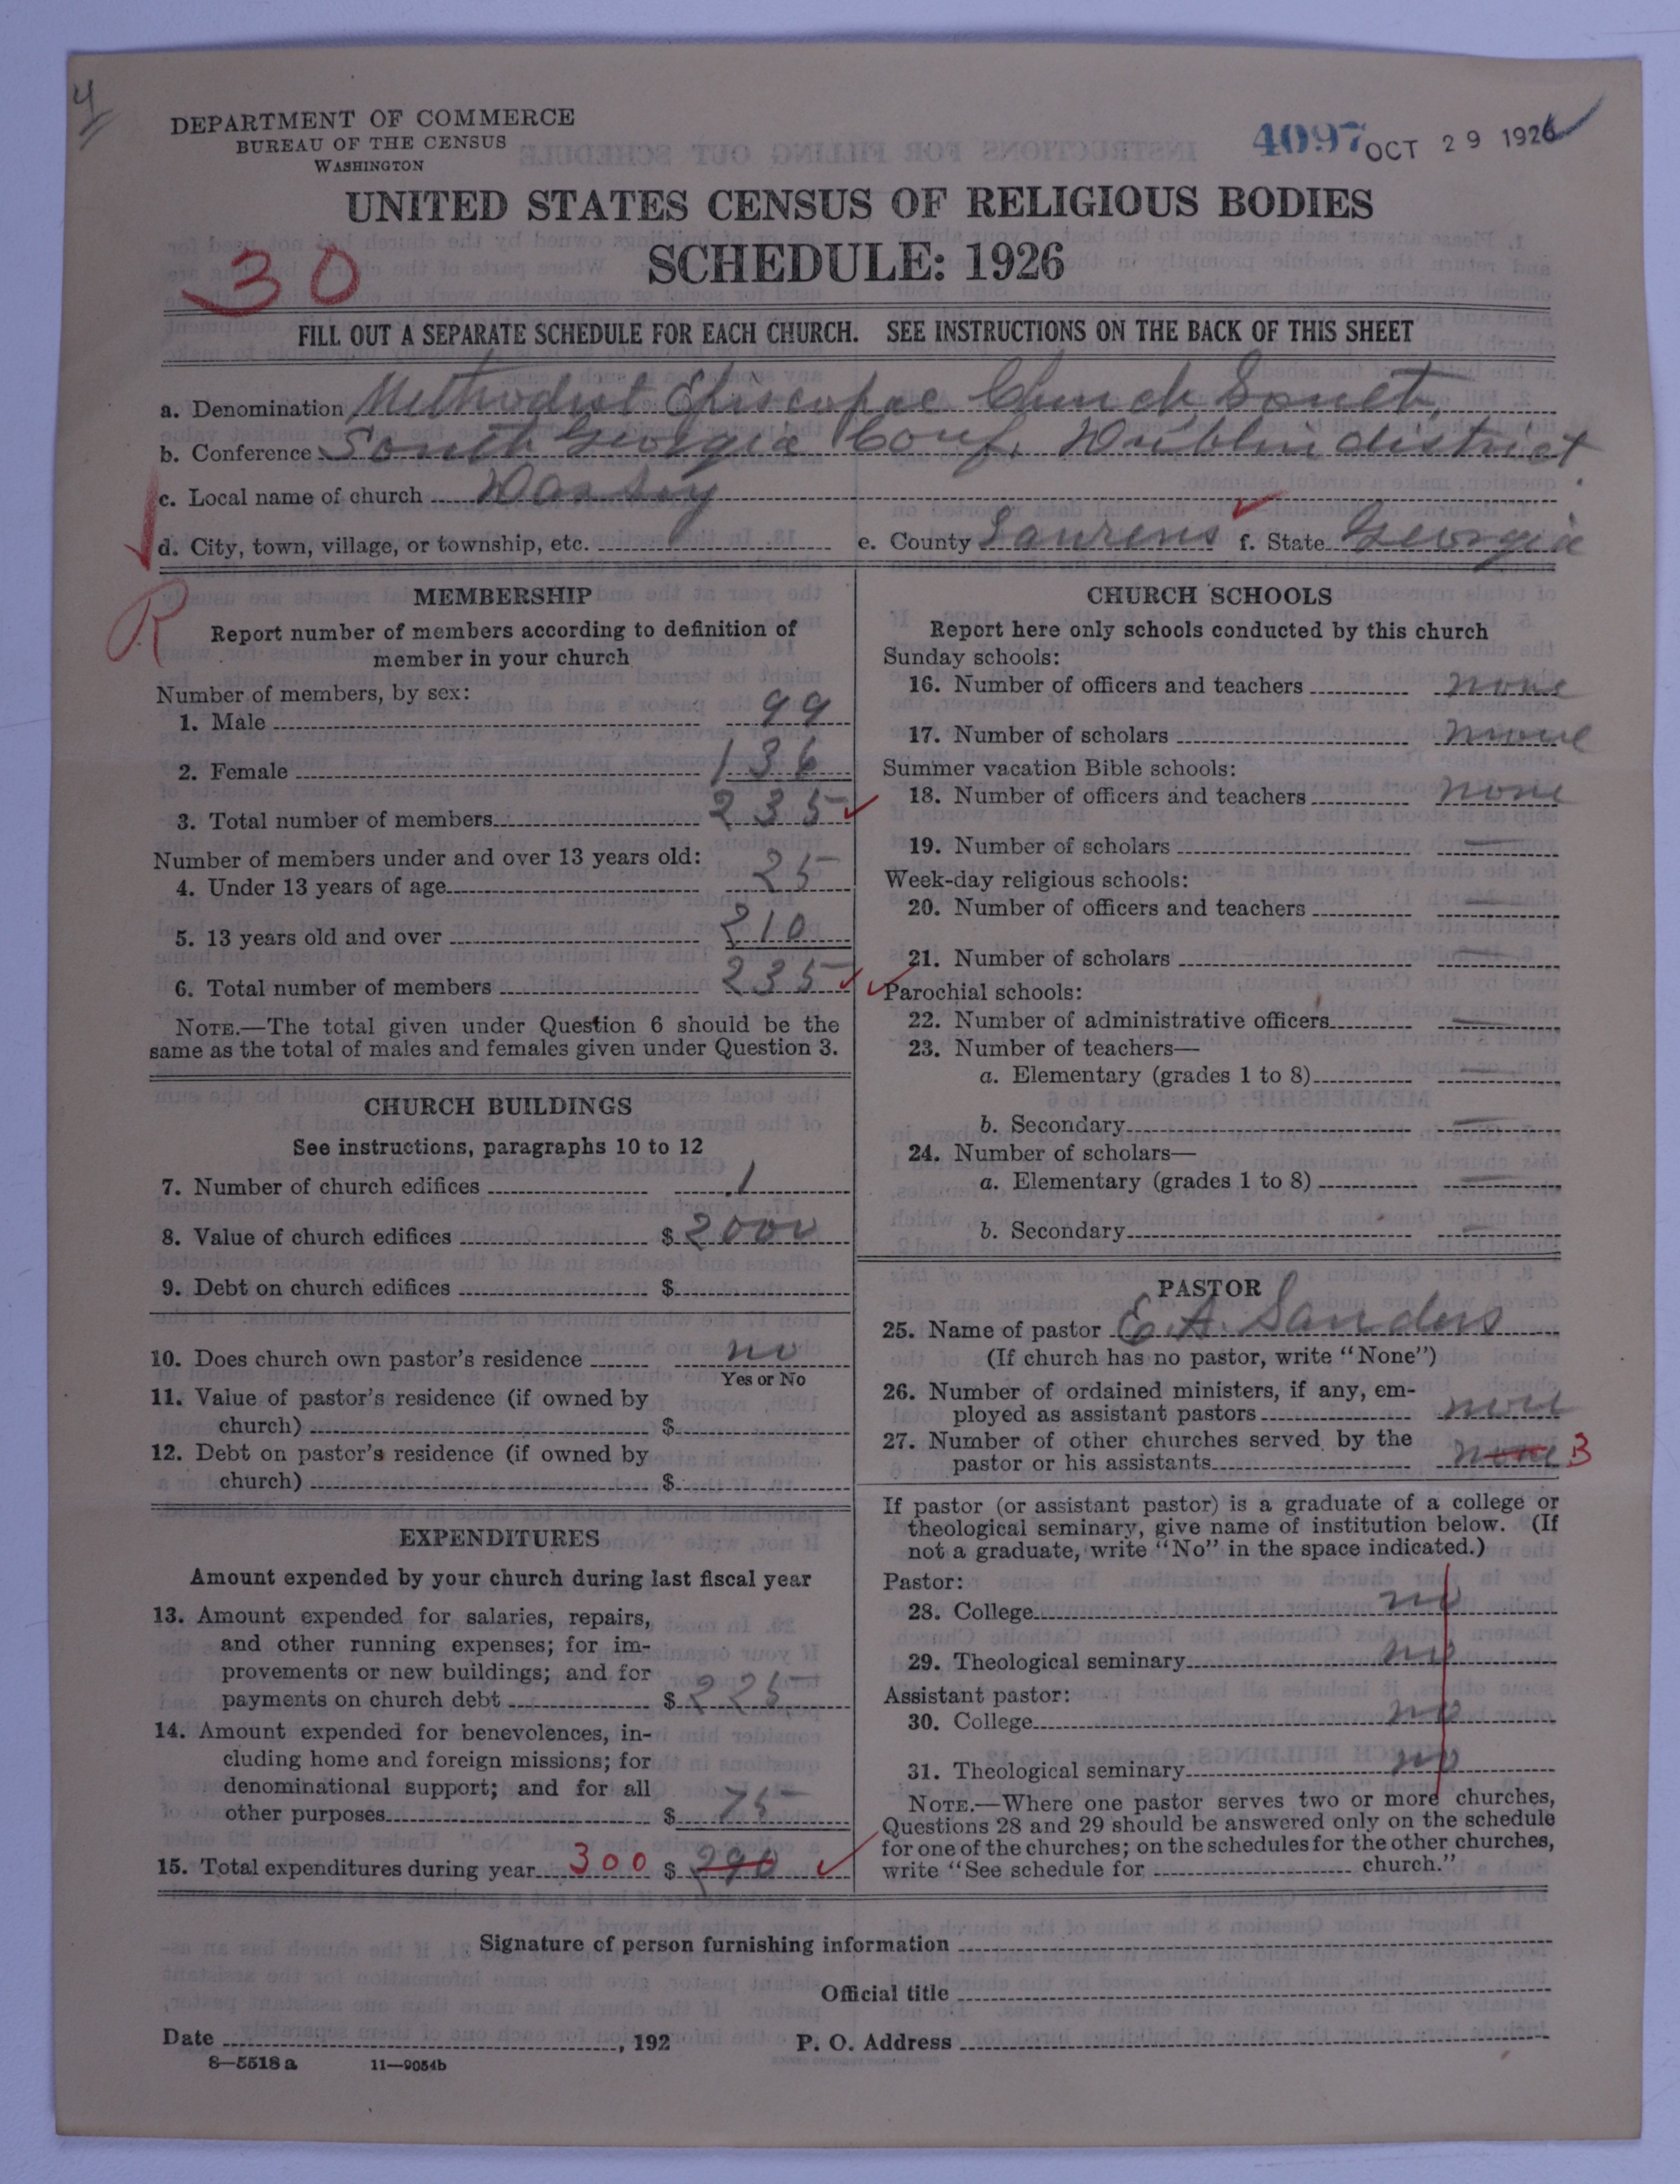 4
DEPARTMENT OF COMMERCE
BUREAU OF THE CENSUS
WASHINGTON
4097 OCT 29 1926
UNITED STATES CENSUS OF RELIGIOUS BODIES
SCHEDULE: 1926
30
FILL OUT A SEPARATE SCHEDULE FOR EACH CHURCH. SEE INSTRUCTIONS ON THE BACK OF THIS SHEET
a. Denomination Methodist Episcopal Church, South,
b. Conference South Georgia Conf. Dublin district
c. Local name of church
d. City, town, village, or township, etc. e. County Laurens f. State Georgia
R
MEMBERSHIP
Report number of members according to definition of
member in your church
Number of members, by sex:
1. Male 99
2. Female 136
3. Total number of members 235
Number of members under and over 13 years old:
4. Under 13 years of age 25
5. 13 years old and over 210
6. Total number of members 235
NOTE.—The total given under Question 6 should be the
same as the total of males and females given under Question 3.
CHURCH BUILDINGS
See instructions, paragraphs 10 to 12
7. Number of church edifices 1
8. Value of church edifices $ 2000
9. Debt on church edifices $
10. Does church own pastor's residence no
Yes or No
11. Value of pastor's residence (if owned by
church) $
12. Debt on pastor's residence (if owned by
church) $
EXPENDITURES
Amount expended by your church during last fiscal year
13. Amount expended for salaries, repairs,
and other running expenses; for im-
provements or new buildings; and for
payments on church debt $ 225
14. Amount expended for benevolences, in-
cluding home and foreign missions; for
denominational support; and for all
other purposes $ 75
15. Total expenditures during year 300 $ 290
CHURCH SCHOOLS
Report here only schools conducted by this church
Sunday schools:
16. Number of officers and teachers none
17. Number of scholars none
Summer vacation Bible schools:
18. Number of officers and teachers none
19. Number of scholars —
Week-day religious schools:
20. Number of officers and teachers —
21. Number of scholars —
Parochial schools:
22. Number of administrative officers —
23. Number of teachers—
a. Elementary (grades 1 to 8) —
b. Secondary —
24. Number of scholars—
a. Elementary (grades 1 to 8) —
b. Secondary —
PASTOR
25. Name of pastor E. A. Sanders
(If church has no pastor, write "None")
26. Number of ordained ministers, if any, em-
ployed as assistant pastors none
27. Number of other churches served by the
pastor or his assistants none 3
If pastor (or assistant pastor) is a graduate of a college or
theological seminary, give name of institution below. (If
not a graduate, write "No" in the space indicated.)
Pastor:
28. College no
29. Theological seminary no
Assistant pastor:
30. College no
31. Theological seminary no
NOTE.—Where one pastor serves two or more churches,
Questions 28 and 29 should be answered only on the schedule
for one of the churches; on the schedules for the other churches,
write "See schedule for church."
Signature of person furnishing information
Official title
Date , 192 P. O. Address
8—5518 a 11—9054b